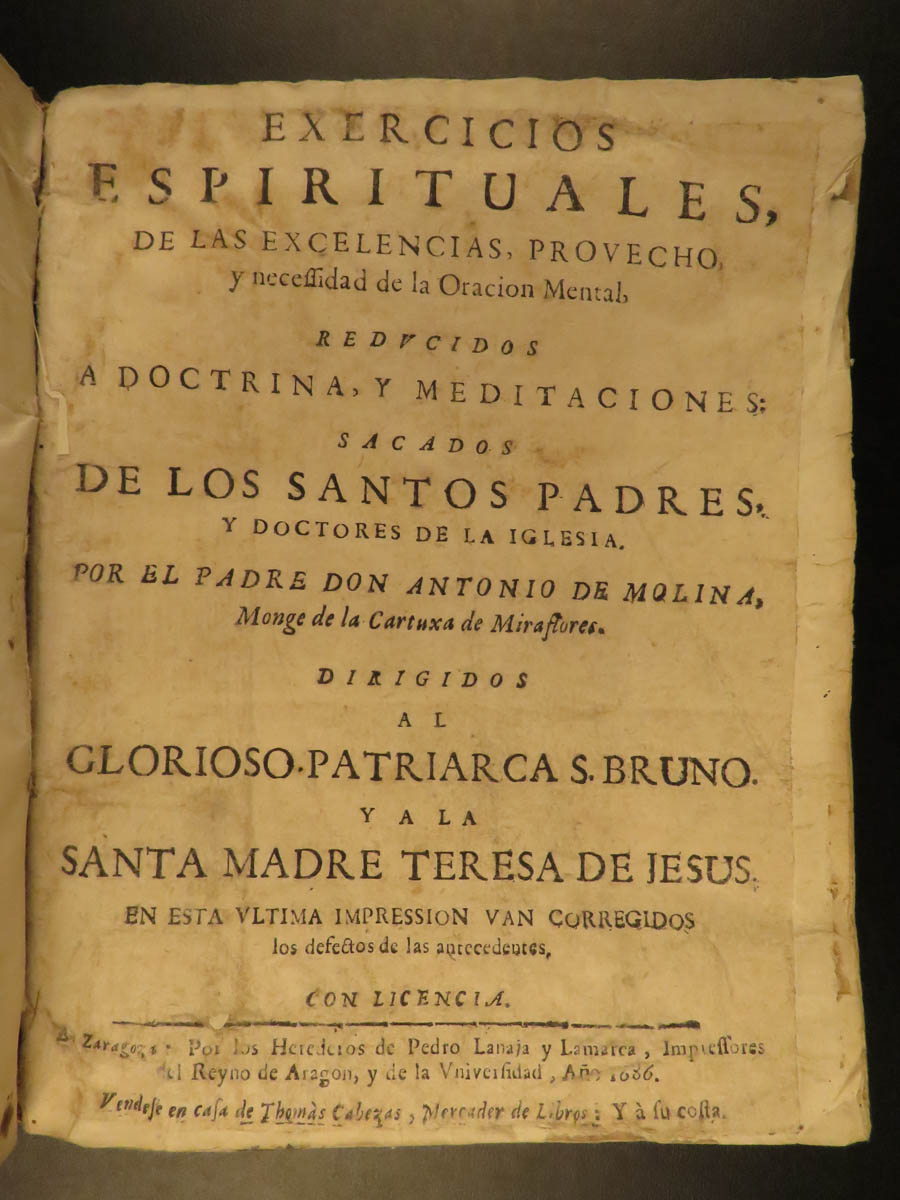 EXERCICIOS
ESPIRITUALES,
DE LAS EXCELENCIAS, PROVECHO,
y neceſſidad de la Oracion Mental,
REDVCIDOS
A DOCTRINA, Y MEDITACIONES:
SACADOS
DE LOS SANTOS PADRES,
Y DOCTORES DE LA IGLESIA.
POR EL PADRE DON ANTONIO DE MOLINA,
Monge de la Cartuxa de Miraflores.
DIRIGIDOS
AL
GLORIOSO PATRIARCA S. BRUNO.
Y A LA
SANTA MADRE TERESA DE JESUS.
EN ESTA VLTIMA IMPRESSION VAN CORREGIDOS
los defectos de las antecedentes,
CON LICENCIA.
Zaragoza: Por los Herederos de Pedro Lanaja y Lamarca, Impreſſores
del Reyno de Aragon, y de la Vniverſidad, Año 1686.
Vendeſe en caſa de Thomàs Cabezas, Mercader de Libros: Y à ſu coſta.